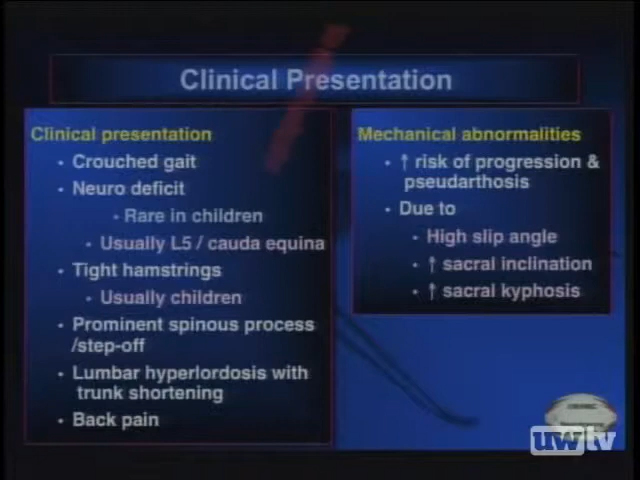 Clinical Presentation
Clinical presentation
• Crouched gait
• Neuro deficit
• Rare in children
• Usually L5 / cauda equina
• Tight hamstrings
• Usually children
• Prominent spinous process
/step-off
• Lumbar hyperlordosis with
trunk shortening
• Back pain
Mechanical abnormalities
• ↑ risk of progression &
pseudarthosis
• Due to
• High slip angle
• ↑ sacral inclination
• ↑ sacral kyphosis
uwtv